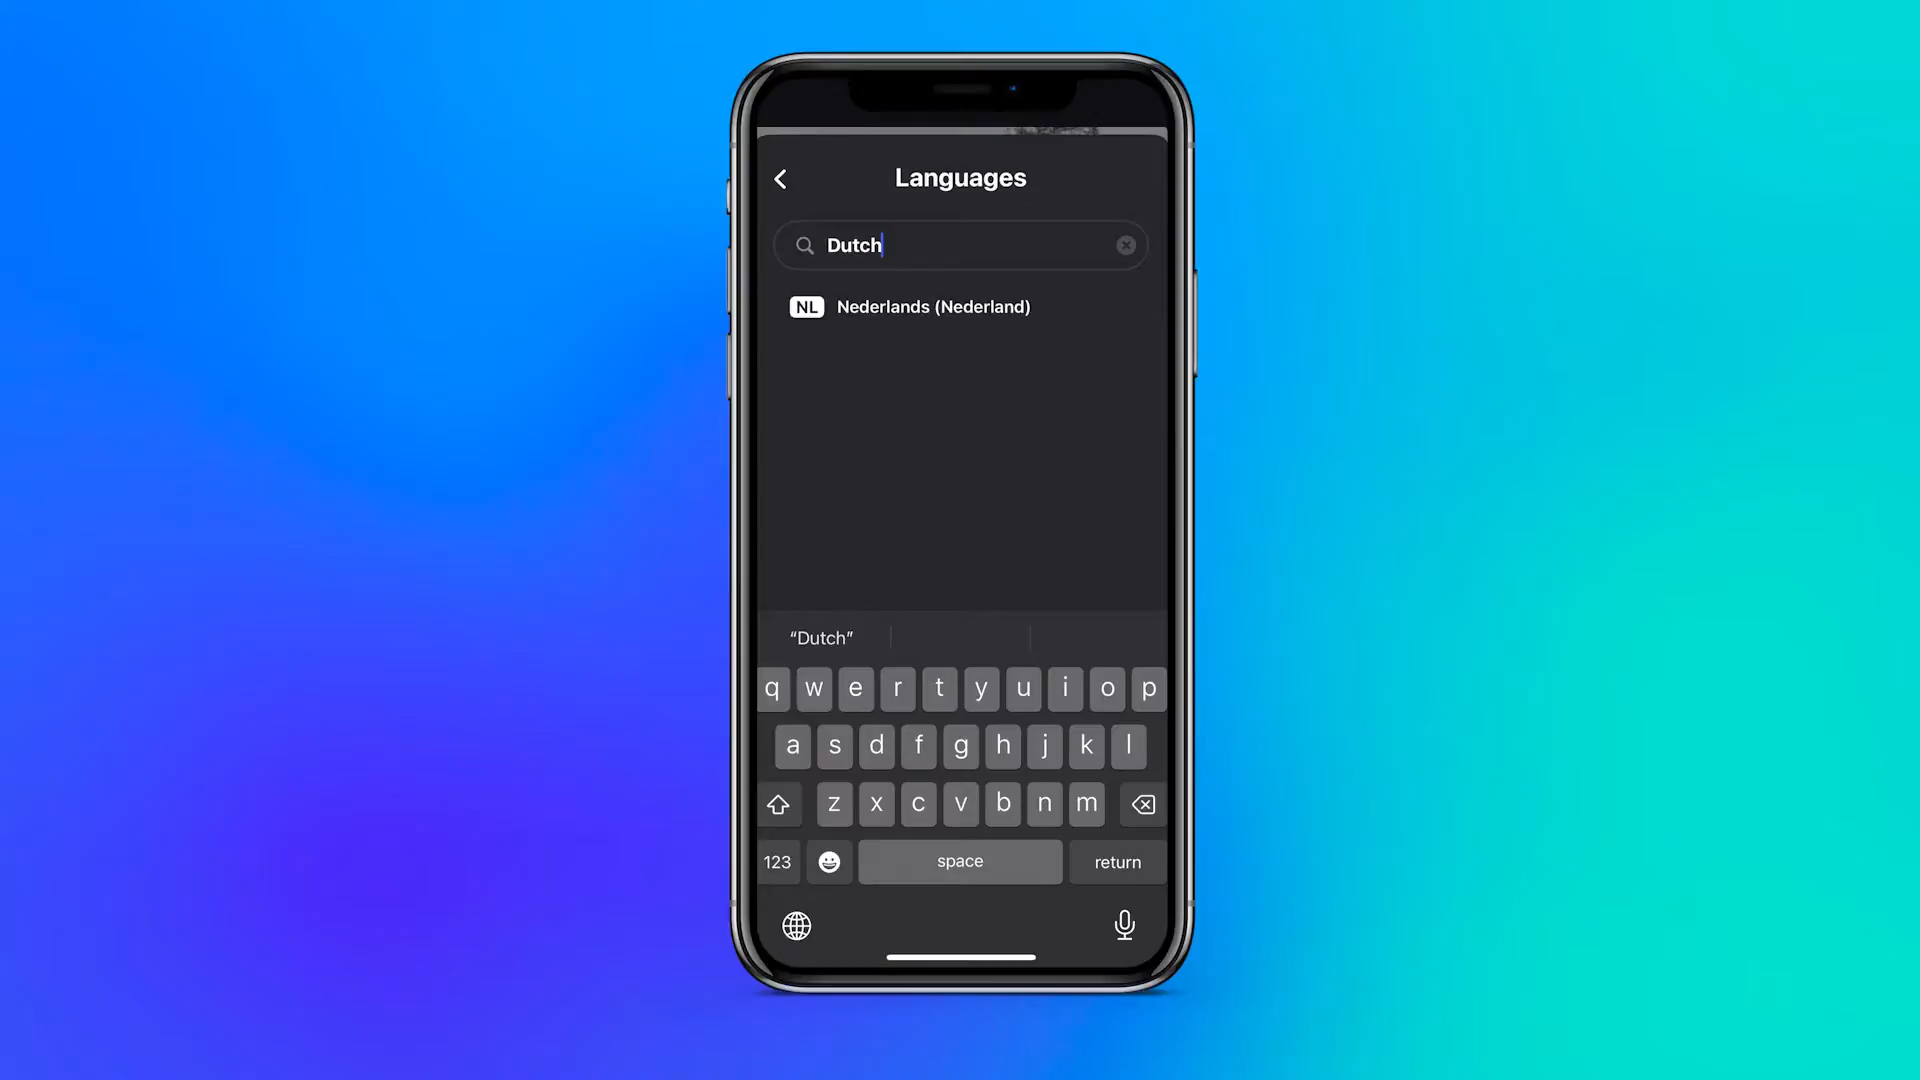 Languages
Dutch
NL Nederlands (Nederland)
“Dutch”
q w e r t y u i o p
a s d f g h j k l
z x c v b n m
123 space return